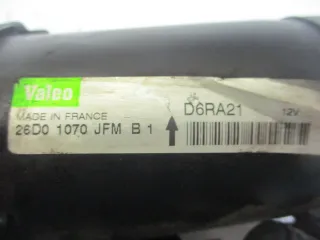 Valeo
MADE IN FRANCE
D6RA21 12V
26D0 1070 JFM B 1